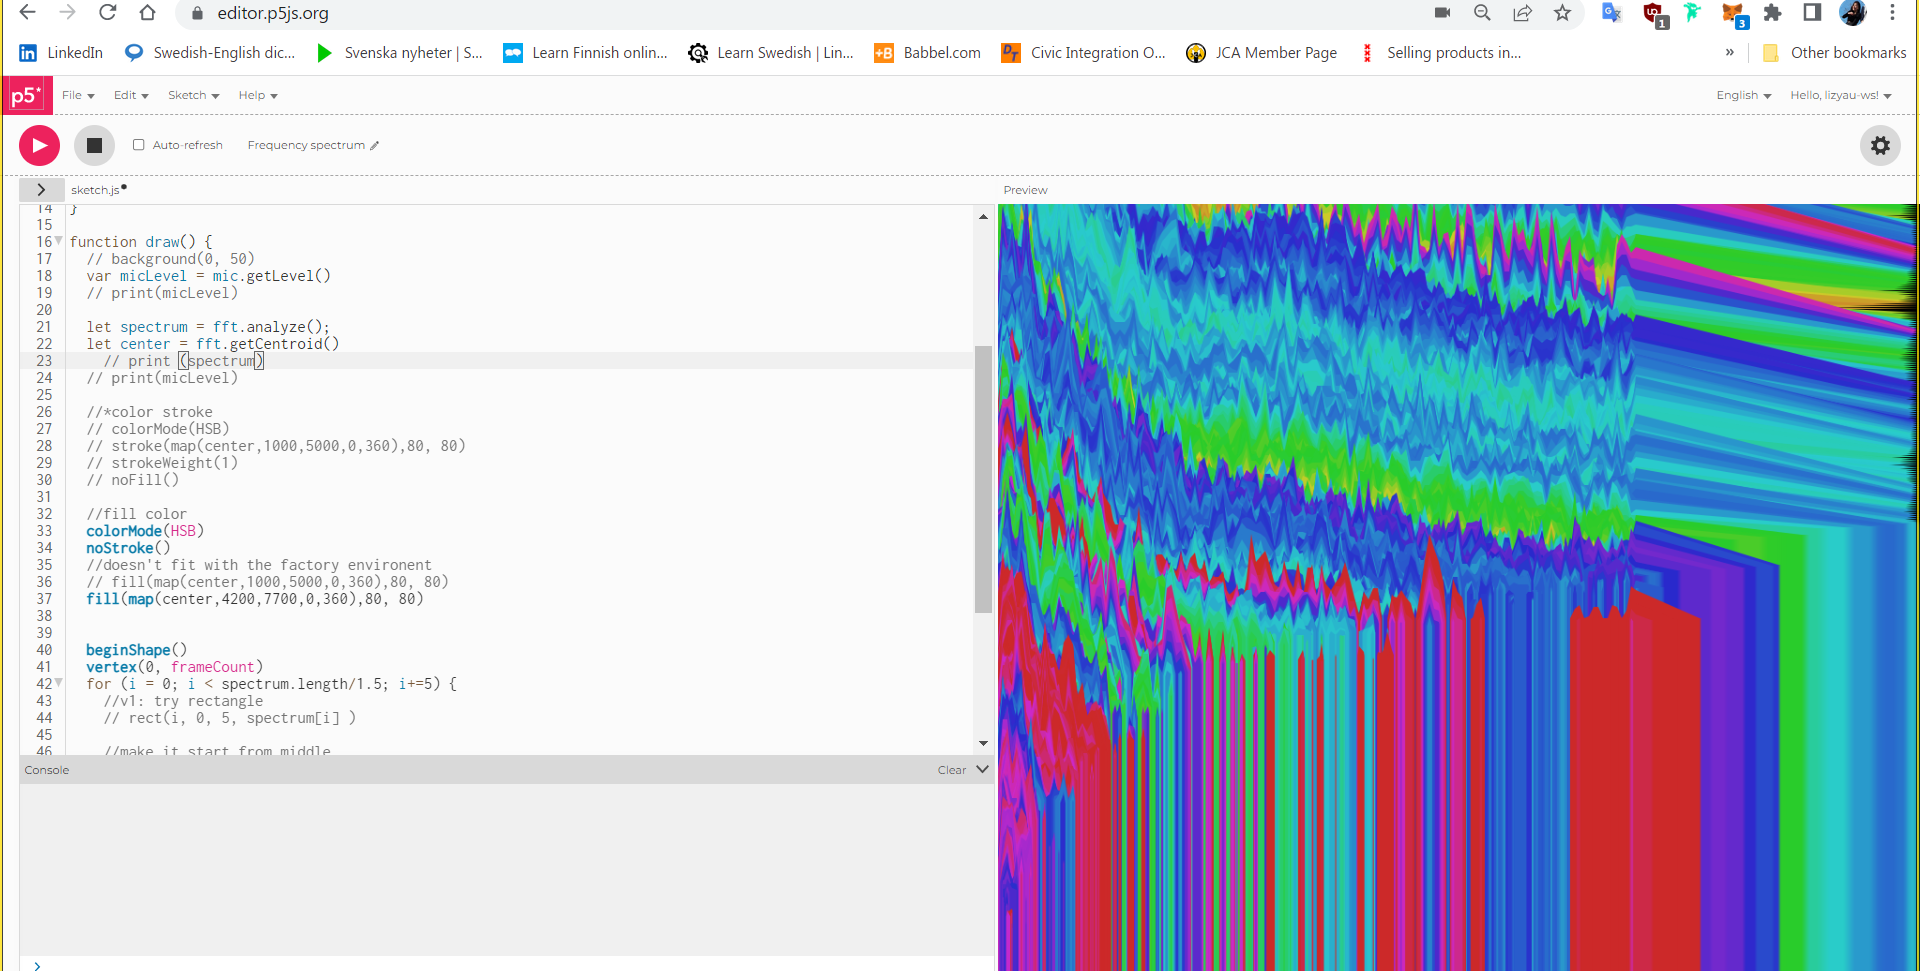 editor.p5js.org
1
3
LinkedIn
Swedish-English dic...
Svenska nyheter | S...
Learn Finnish onlin...
Learn Swedish | Lin...
+B Babbel.com
DT Civic Integration O...
JCA Member Page
Selling products in...
»
Other bookmarks
p5* File Edit Sketch Help English Hello, lizyau-ws!
Auto-refresh Frequency spectrum
> sketch.js Preview
14 }
15
16 function draw() {
17 // background(0, 50)
18 var micLevel = mic.getLevel()
19 // print(micLevel)
20
21 let spectrum = fft.analyze();
22 let center = fft.getCentroid()
23 // print (spectrum)
24 // print(micLevel)
25
26 //*color stroke
27 // colorMode(HSB)
28 // stroke(map(center,1000,5000,0,360),80, 80)
29 // strokeWeight(1)
30 // noFill()
31
32 //fill color
33 colorMode(HSB)
34 noStroke()
35 //doesn't fit with the factory environent
36 // fill(map(center,1000,5000,0,360),80, 80)
37 fill(map(center,4200,7700,0,360),80, 80)
38
39
40 beginShape()
41 vertex(0, frameCount)
42 for (i = 0; i < spectrum.length/1.5; i+=5) {
43 //v1: try rectangle
44 // rect(i, 0, 5, spectrum[i] )
45
46 //make it start from middle
Console Clear
>